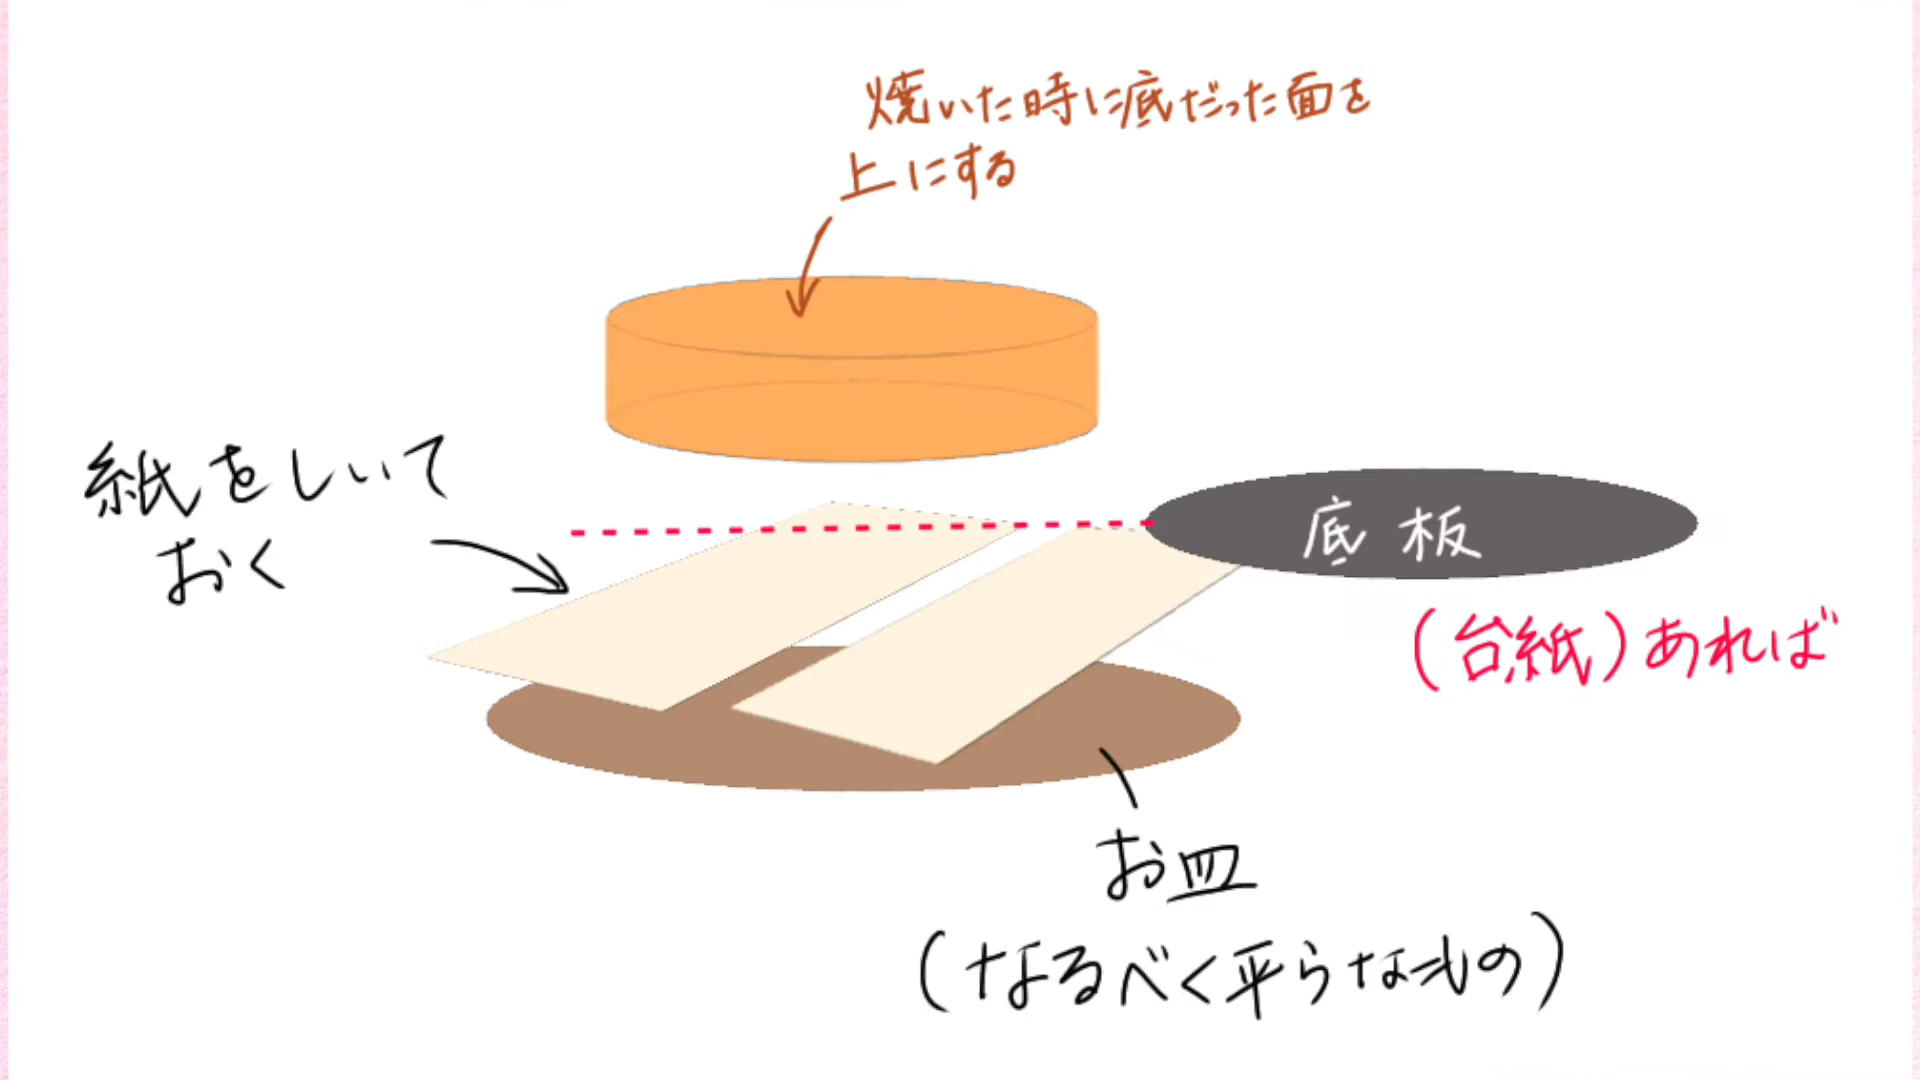 焼いた時に底だった面を
上にする
紙をしいて
おく
底板
(台紙)あれば
お皿
(なるべく平らなもの)